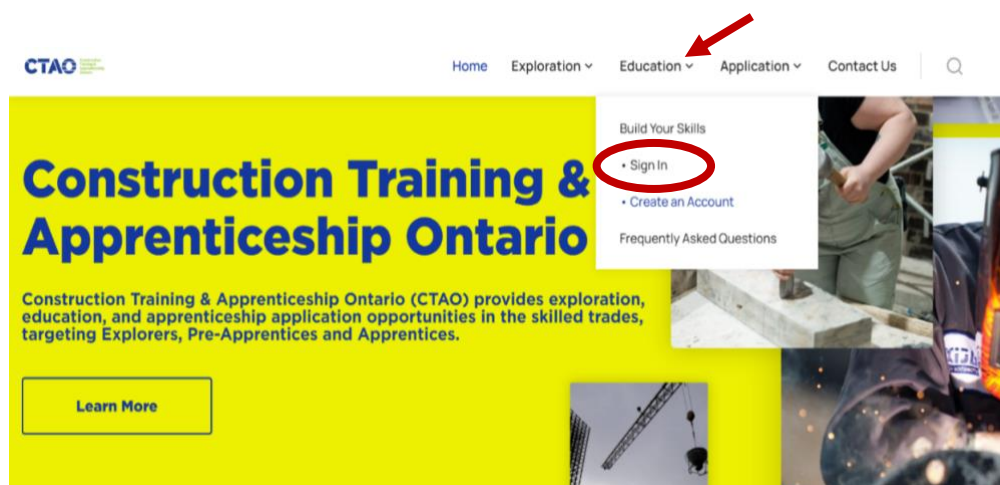 CTAO
Home Exploration Education Application Contact Us
Build Your Skills
• Sign In
• Create an Account
Frequently Asked Questions
Construction Training &
Apprenticeship Ontario
Construction Training & Apprenticeship Ontario (CTAO) provides exploration,
education, and apprenticeship application opportunities in the skilled trades,
targeting Explorers, Pre-Apprentices and Apprentices.
Learn More